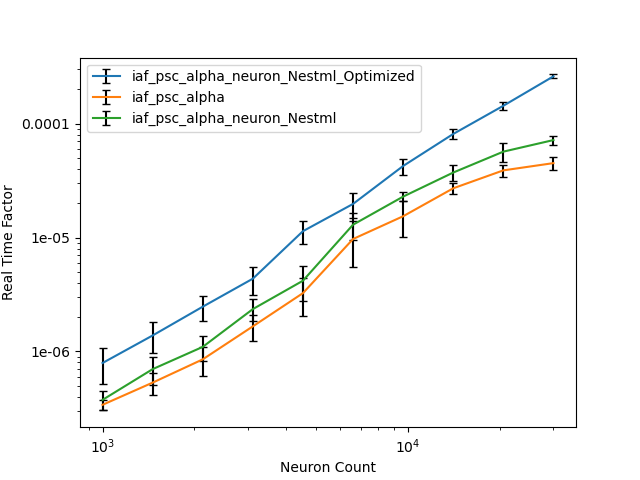 iaf_psc_alpha_neuron_Nestml_Optimized
iaf_psc_alpha
iaf_psc_alpha_neuron_Nestml
0.0001
1e-05
1e-06
Real Time Factor
10³
10⁴
Neuron Count